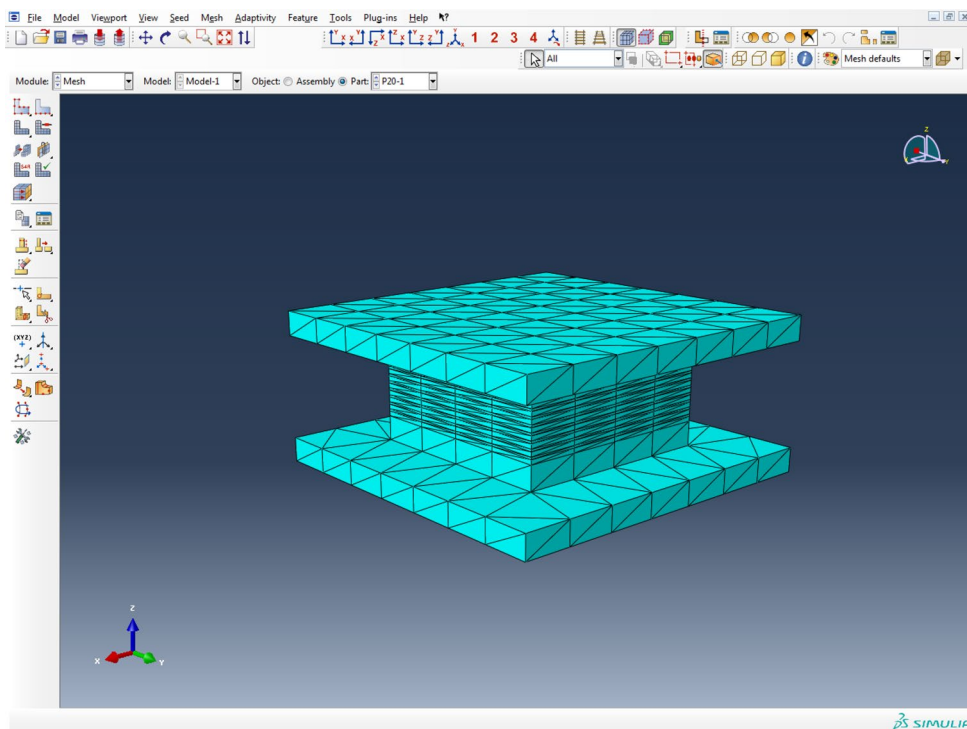 File Model Viewport View Seed Mesh Adaptivity Feature Tools Plug-ins Help
1 2 3 4
All Mesh defaults
Module: Mesh Model: Model-1 Object: Assembly Part: P20-1
(XYZ)
Z
Y
Z
X
Y
SIMULIA